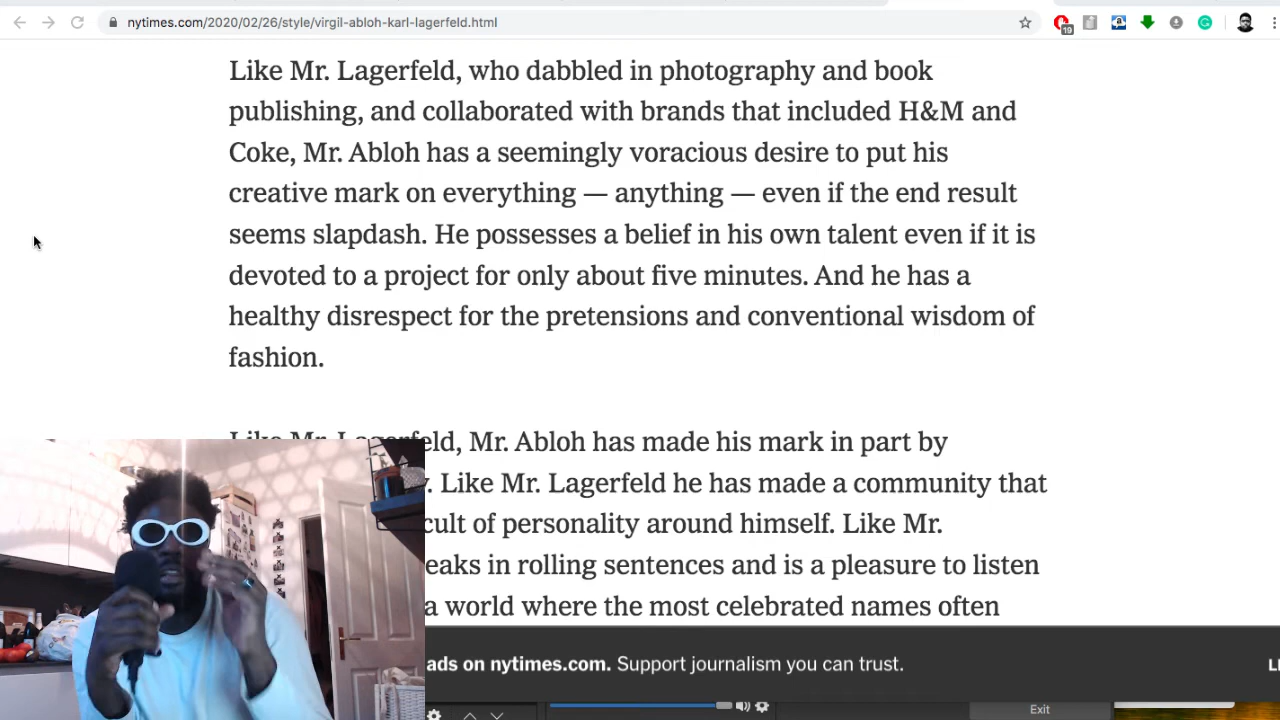 nytimes.com/2020/02/26/style/virgil-abloh-karl-lagerfeld.html
19
Like Mr. Lagerfeld, who dabbled in photography and book
publishing, and collaborated with brands that included H&M and
Coke, Mr. Abloh has a seemingly voracious desire to put his
creative mark on everything — anything — even if the end result
seems slapdash. He possesses a belief in his own talent even if it is
devoted to a project for only about five minutes. And he has a
healthy disrespect for the pretensions and conventional wisdom of
fashion.
Like Mr. Lagerfeld, Mr. Abloh has made his mark in part by
. Like Mr. Lagerfeld he has made a community that
cult of personality around himself. Like Mr.
eaks in rolling sentences and is a pleasure to listen
a world where the most celebrated names often
ads on nytimes.com. Support journalism you can trust.
Exit